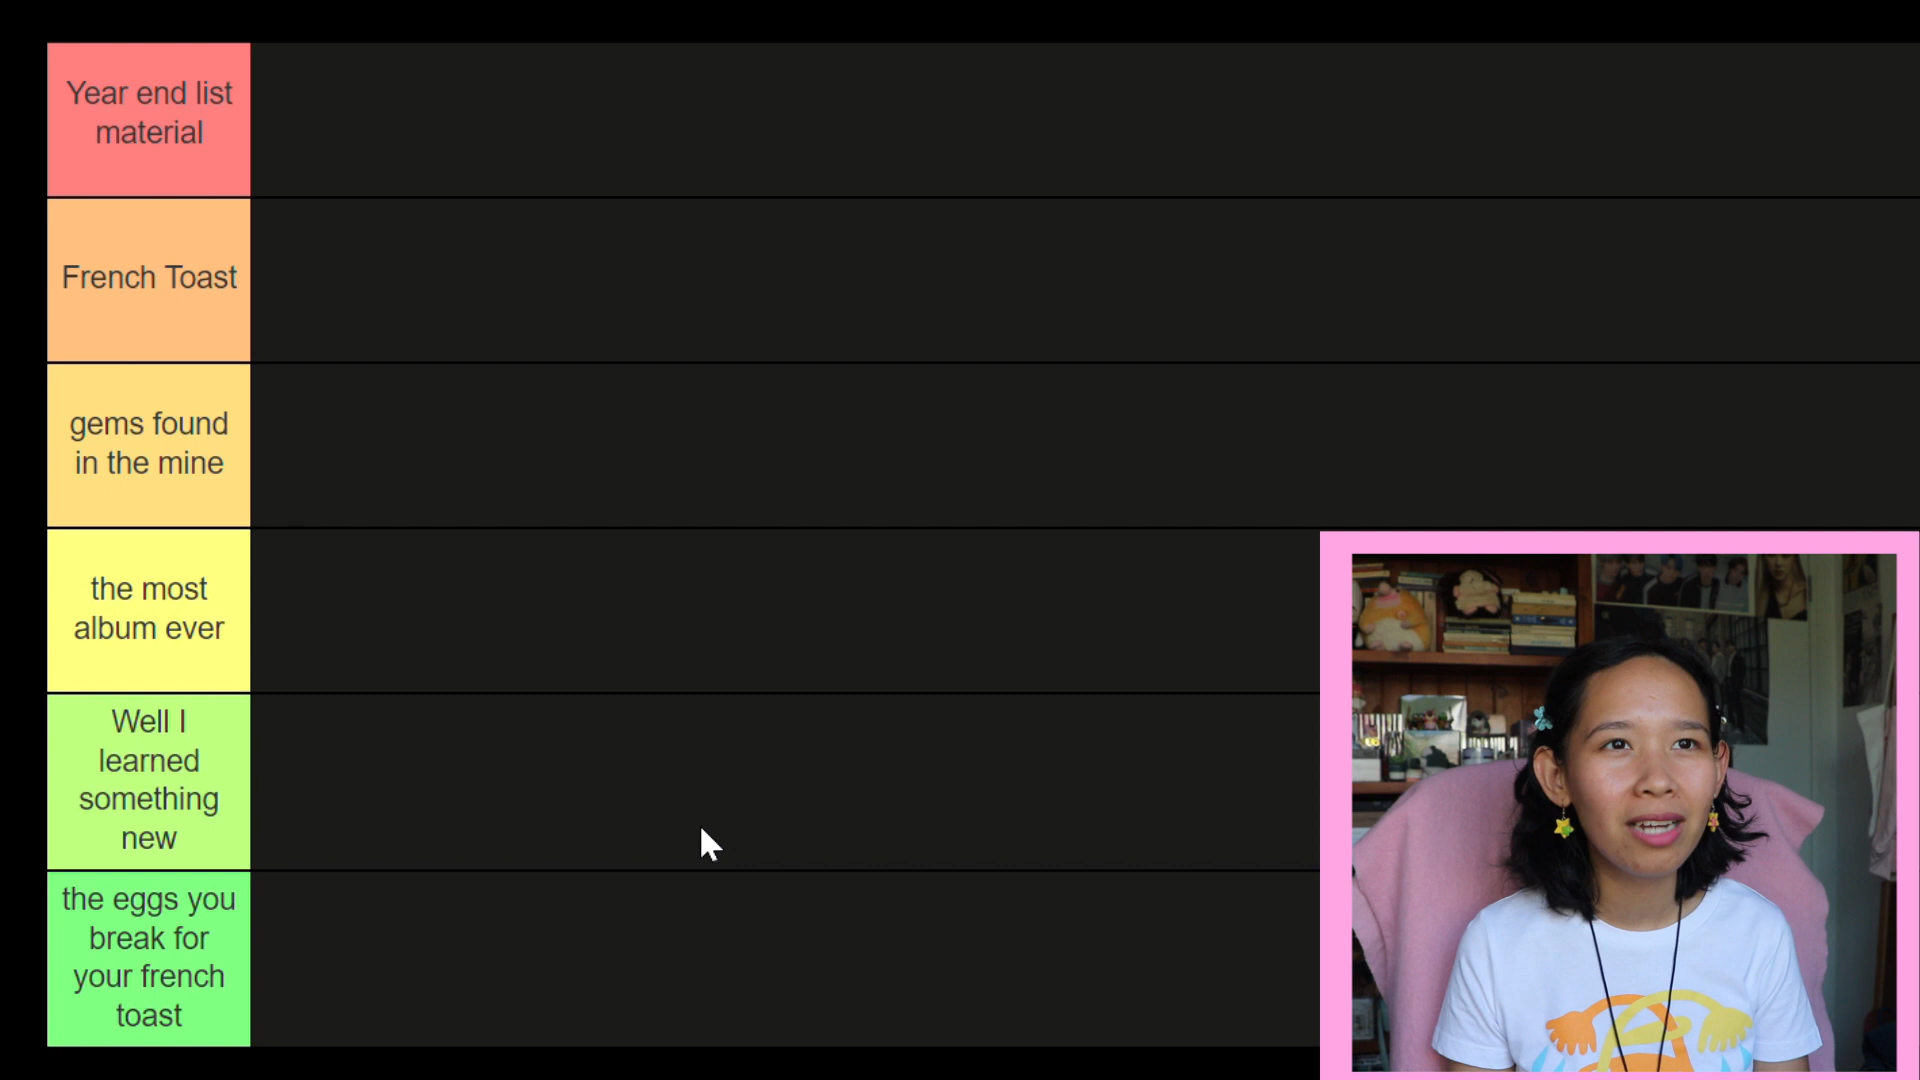 Year end list
material
French Toast
gems found
in the mine
the most
album ever
Well I
learned
something
new
the eggs you
break for
your french
toast